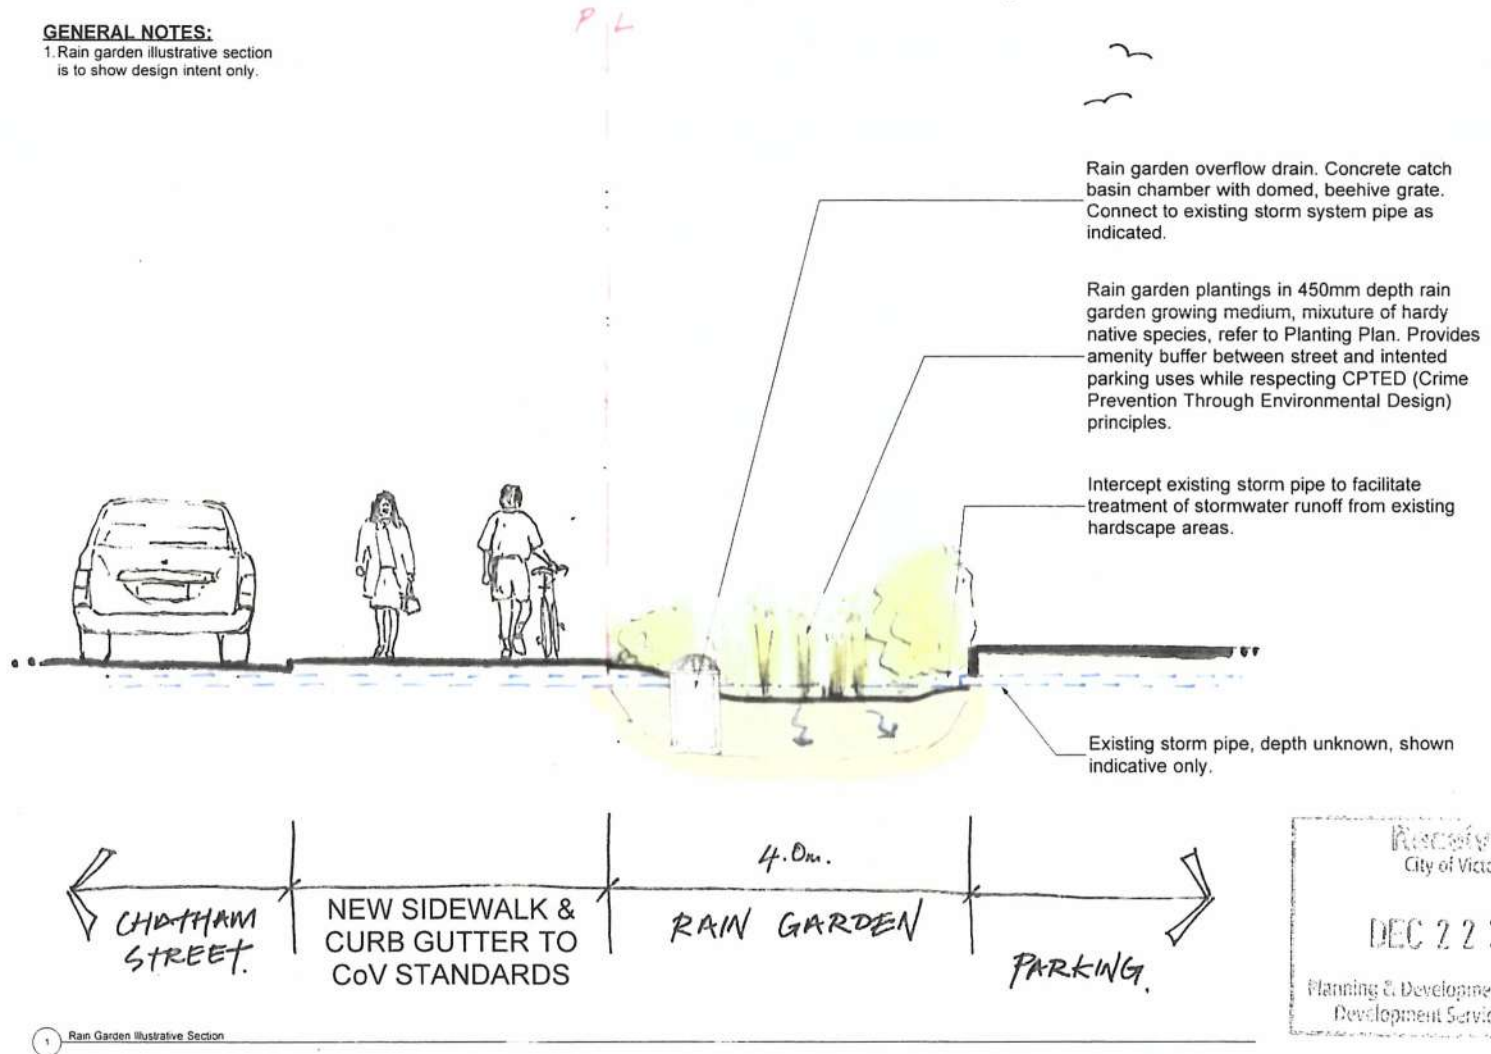 P L
GENERAL NOTES:
1. Rain garden illustrative section
is to show design intent only.
Rain garden overflow drain. Concrete catch
basin chamber with domed, beehive grate.
Connect to existing storm system pipe as
indicated.
Rain garden plantings in 450mm depth rain
garden growing medium, mixuture of hardy
native species, refer to Planting Plan. Provides
amenity buffer between street and intented
parking uses while respecting CPTED (Crime
Prevention Through Environmental Design)
principles.
Intercept existing storm pipe to facilitate
treatment of stormwater runoff from existing
hardscape areas.
Existing storm pipe, depth unknown, shown
indicative only.
CHATHAM
STREET.
NEW SIDEWALK &
CURB GUTTER TO
CoV STANDARDS
4.0m.
RAIN GARDEN
PARKING.
City of
DEC 22
Planning &
Development
1 Rain Garden Illustrative Section